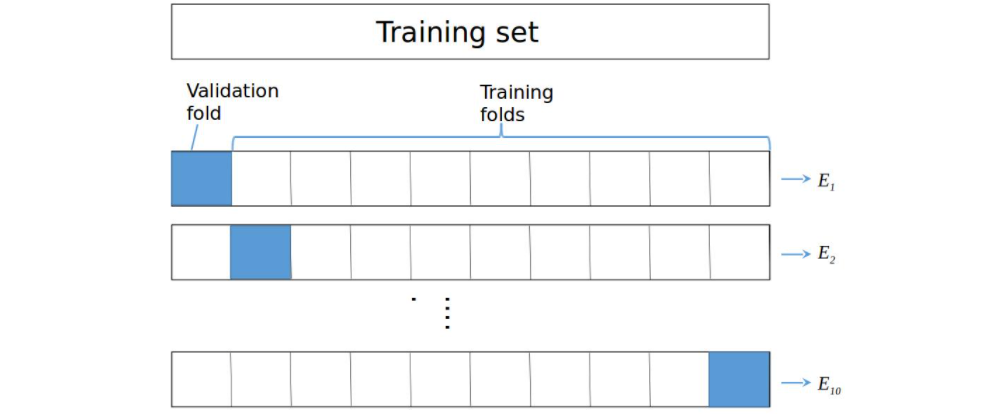 Training set
Validation
fold
Training
folds
E1
E2
E10